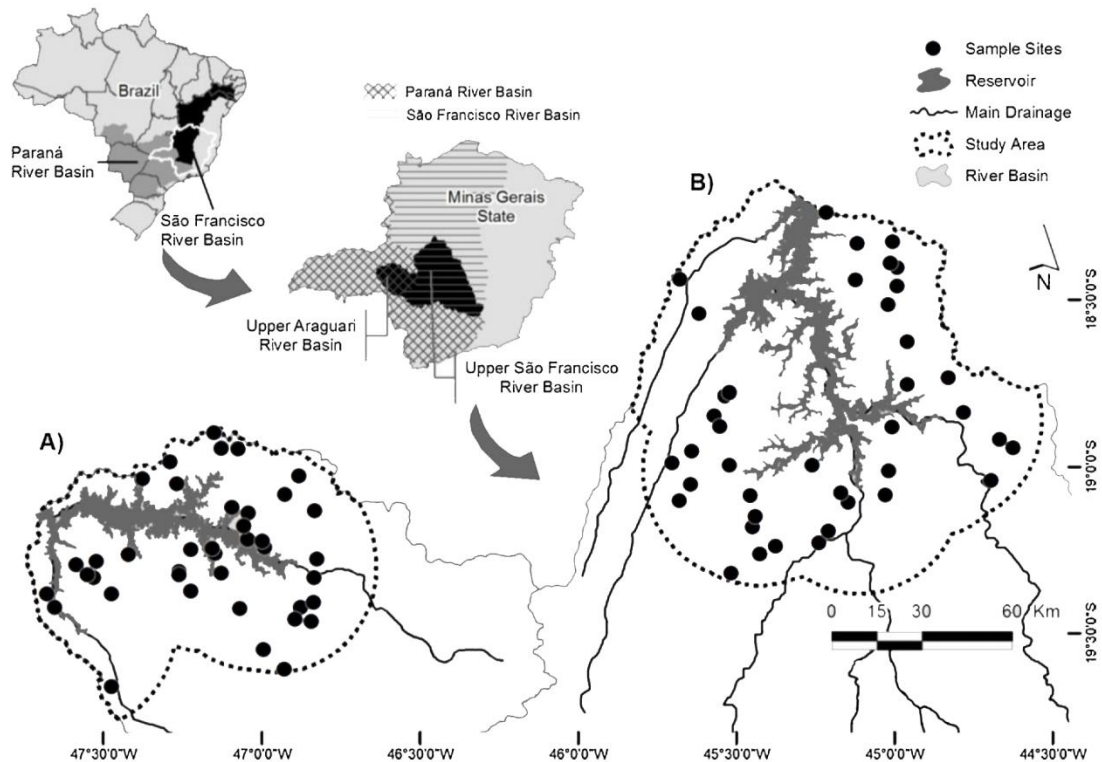 Brazil
Paraná
River Basin
São Francisco
River Basin
Paraná River Basin
São Francisco River Basin
Minas Gerais
State
Upper Araguari
River Basin
Upper São Francisco
River Basin
Sample Sites
Reservoir
Main Drainage
Study Area
River Basin
A)
B)
N
18°30'0"S
19°0'0"S
19°30'0"S
0 15 30 60 Km
47°30'0"W 47°0'0"W 46°30'0"W 46°0'0"W 45°30'0"W 45°0'0"W 44°30'0"W